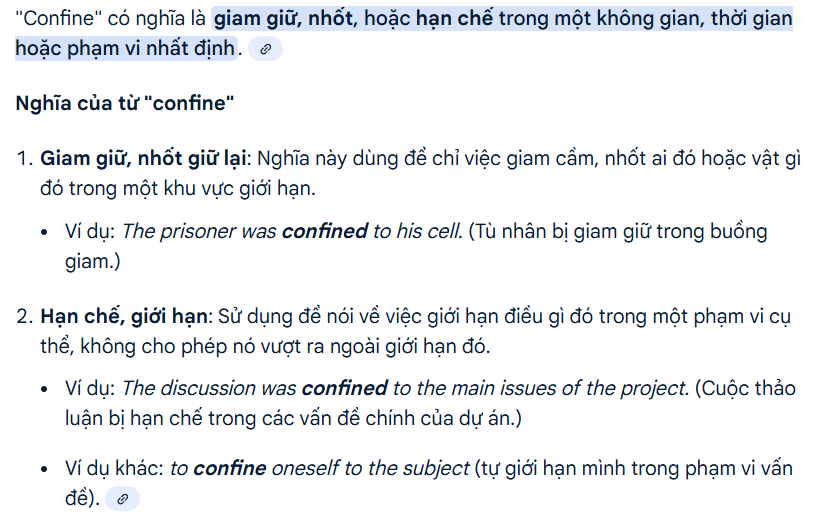 "Confine" có nghĩa là giam giữ, nhốt, hoặc hạn chế trong một không gian, thời gian
hoặc phạm vi nhất định.
Nghĩa của từ "confine"
1. Giam giữ, nhốt giữ lại: Nghĩa này dùng để chỉ việc giam cầm, nhốt ai đó hoặc vật gì
đó trong một khu vực giới hạn.
• Ví dụ: The prisoner was confined to his cell. (Tù nhân bị giam giữ trong buồng
giam.)
2. Hạn chế, giới hạn: Sử dụng để nói về việc giới hạn điều gì đó trong một phạm vi cụ
thể, không cho phép nó vượt ra ngoài giới hạn đó.
• Ví dụ: The discussion was confined to the main issues of the project. (Cuộc thảo
luận bị hạn chế trong các vấn đề chính của dự án.)
• Ví dụ khác: to confine oneself to the subject (tự giới hạn mình trong phạm vi vấn
đề).